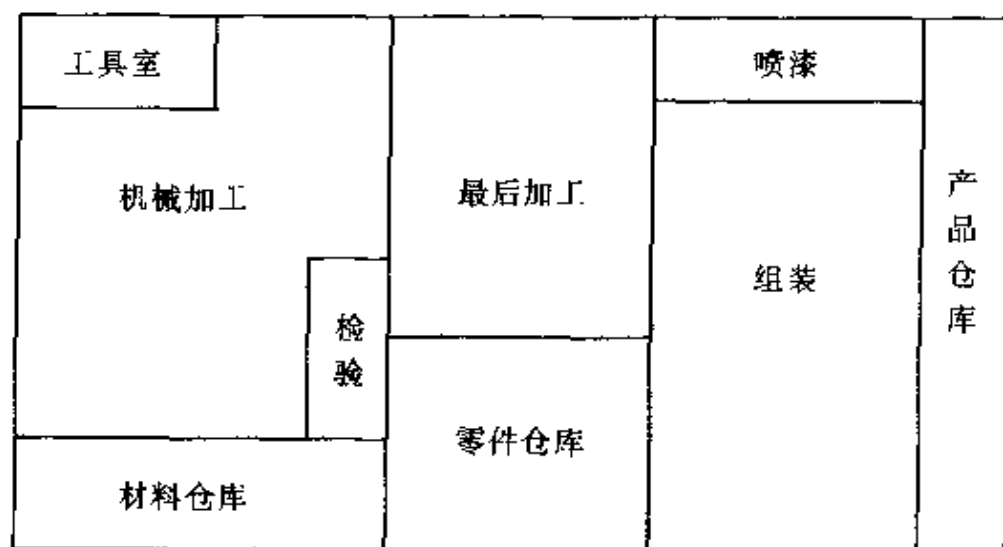 工具室
喷漆
机械加工
最后加工
产品仓库
组装
检验
零件仓库
材料仓库